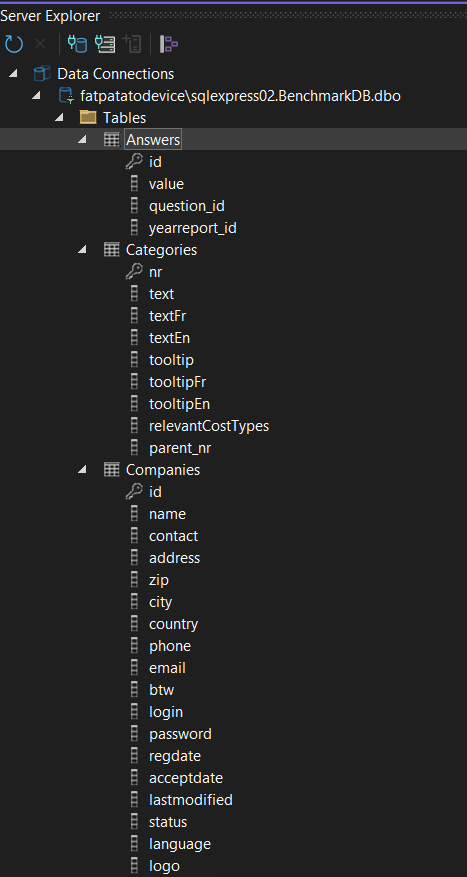 Server Explorer
Data Connections
fatpatatodevice\sqlexpress02.BenchmarkDB.dbo
Tables
Answers
id
value
question_id
yearreport_id
Categories
nr
text
textFr
textEn
tooltip
tooltipFr
tooltipEn
relevantCostTypes
parent_nr
Companies
id
name
contact
address
zip
city
country
phone
email
btw
login
password
regdate
acceptdate
lastmodified
status
language
logo